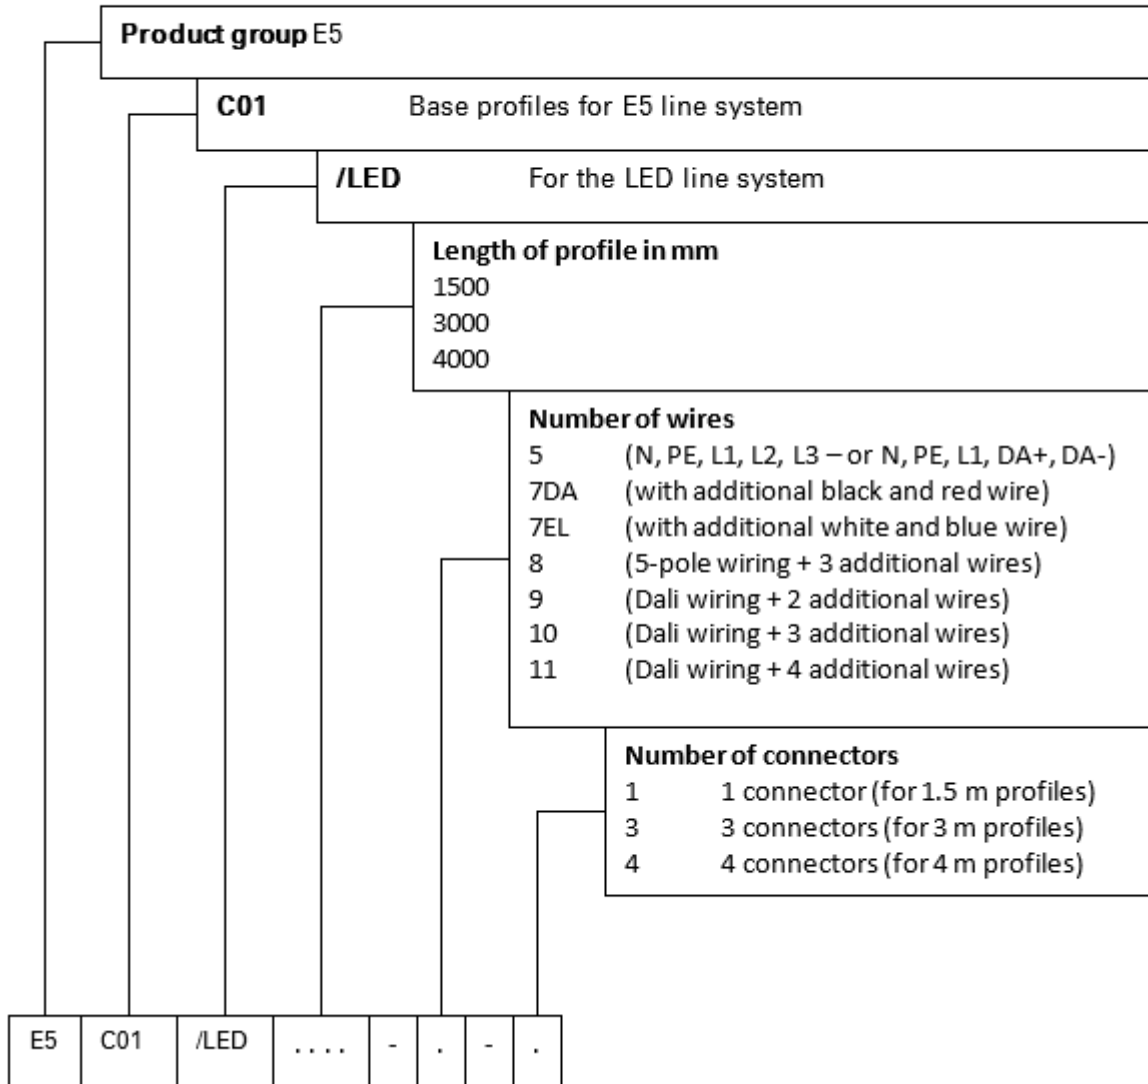 Product group E5
C01 Base profiles for E5 line system
/LED For the LED line system
Length of profile in mm
1500
3000
4000
Number of wires
5 (N, PE, L1, L2, L3 – or N, PE, L1, DA+, DA-)
7DA (with additional black and red wire)
7EL (with additional white and blue wire)
8 (5-pole wiring + 3 additional wires)
9 (Dali wiring + 2 additional wires)
10 (Dali wiring + 3 additional wires)
11 (Dali wiring + 4 additional wires)
Number of connectors
1 1 connector (for 1.5 m profiles)
3 3 connectors (for 3 m profiles)
4 4 connectors (for 4 m profiles)
E5 C01 /LED .... - . - .